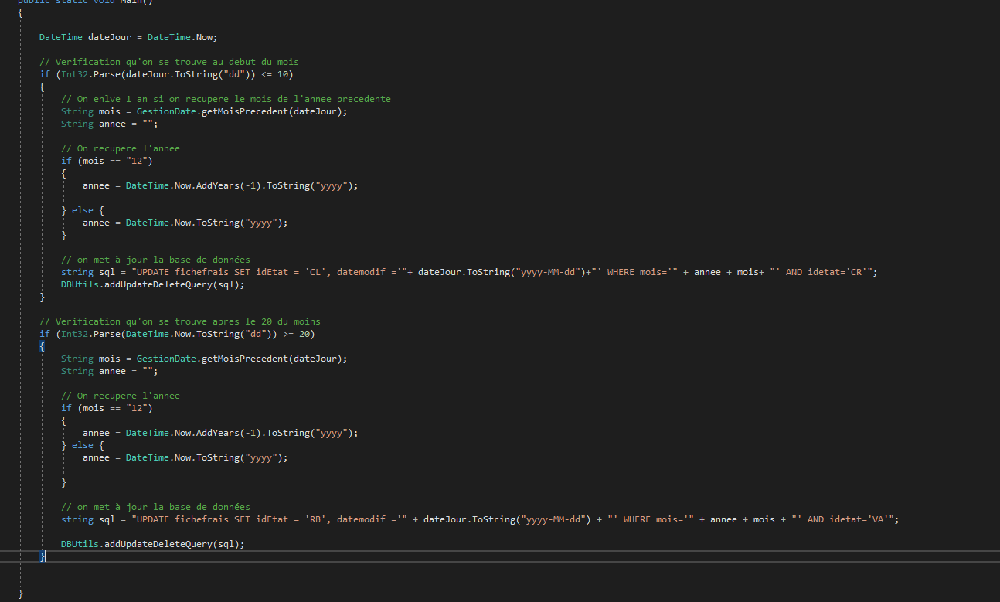 public static void Main()
{
DateTime dateJour = DateTime.Now;
// Verification qu'on se trouve au debut du mois
if (Int32.Parse(dateJour.ToString("dd")) <= 10)
{
// On enlve 1 an si on recupere le mois de l'annee precedente
String mois = GestionDate.getMoisPrecedent(dateJour);
String annee = "";
// On recupere l'annee
if (mois == "12")
{
annee = DateTime.Now.AddYears(-1).ToString("yyyy");
} else {
annee = DateTime.Now.ToString("yyyy");
}
// on met à jour la base de données
string sql = "UPDATE fichefrais SET idEtat = 'CL', datemodif ='"+ dateJour.ToString("yyyy-MM-dd")+"' WHERE mois='" + annee + mois+ "' AND idetat='CR'";
DBUtils.addUpdateDeleteQuery(sql);
}
// Verification qu'on se trouve apres le 20 du moins
if (Int32.Parse(DateTime.Now.ToString("dd")) >= 20)
{
String mois = GestionDate.getMoisPrecedent(dateJour);
String annee = "";
// On recupere l'annee
if (mois == "12")
{
annee = DateTime.Now.AddYears(-1).ToString("yyyy");
} else {
annee = DateTime.Now.ToString("yyyy");
}
// on met à jour la base de données
string sql = "UPDATE fichefrais SET idEtat = 'RB', datemodif ='" + dateJour.ToString("yyyy-MM-dd") + "' WHERE mois='" + annee + mois + "' AND idetat='VA'";
DBUtils.addUpdateDeleteQuery(sql);
}
}